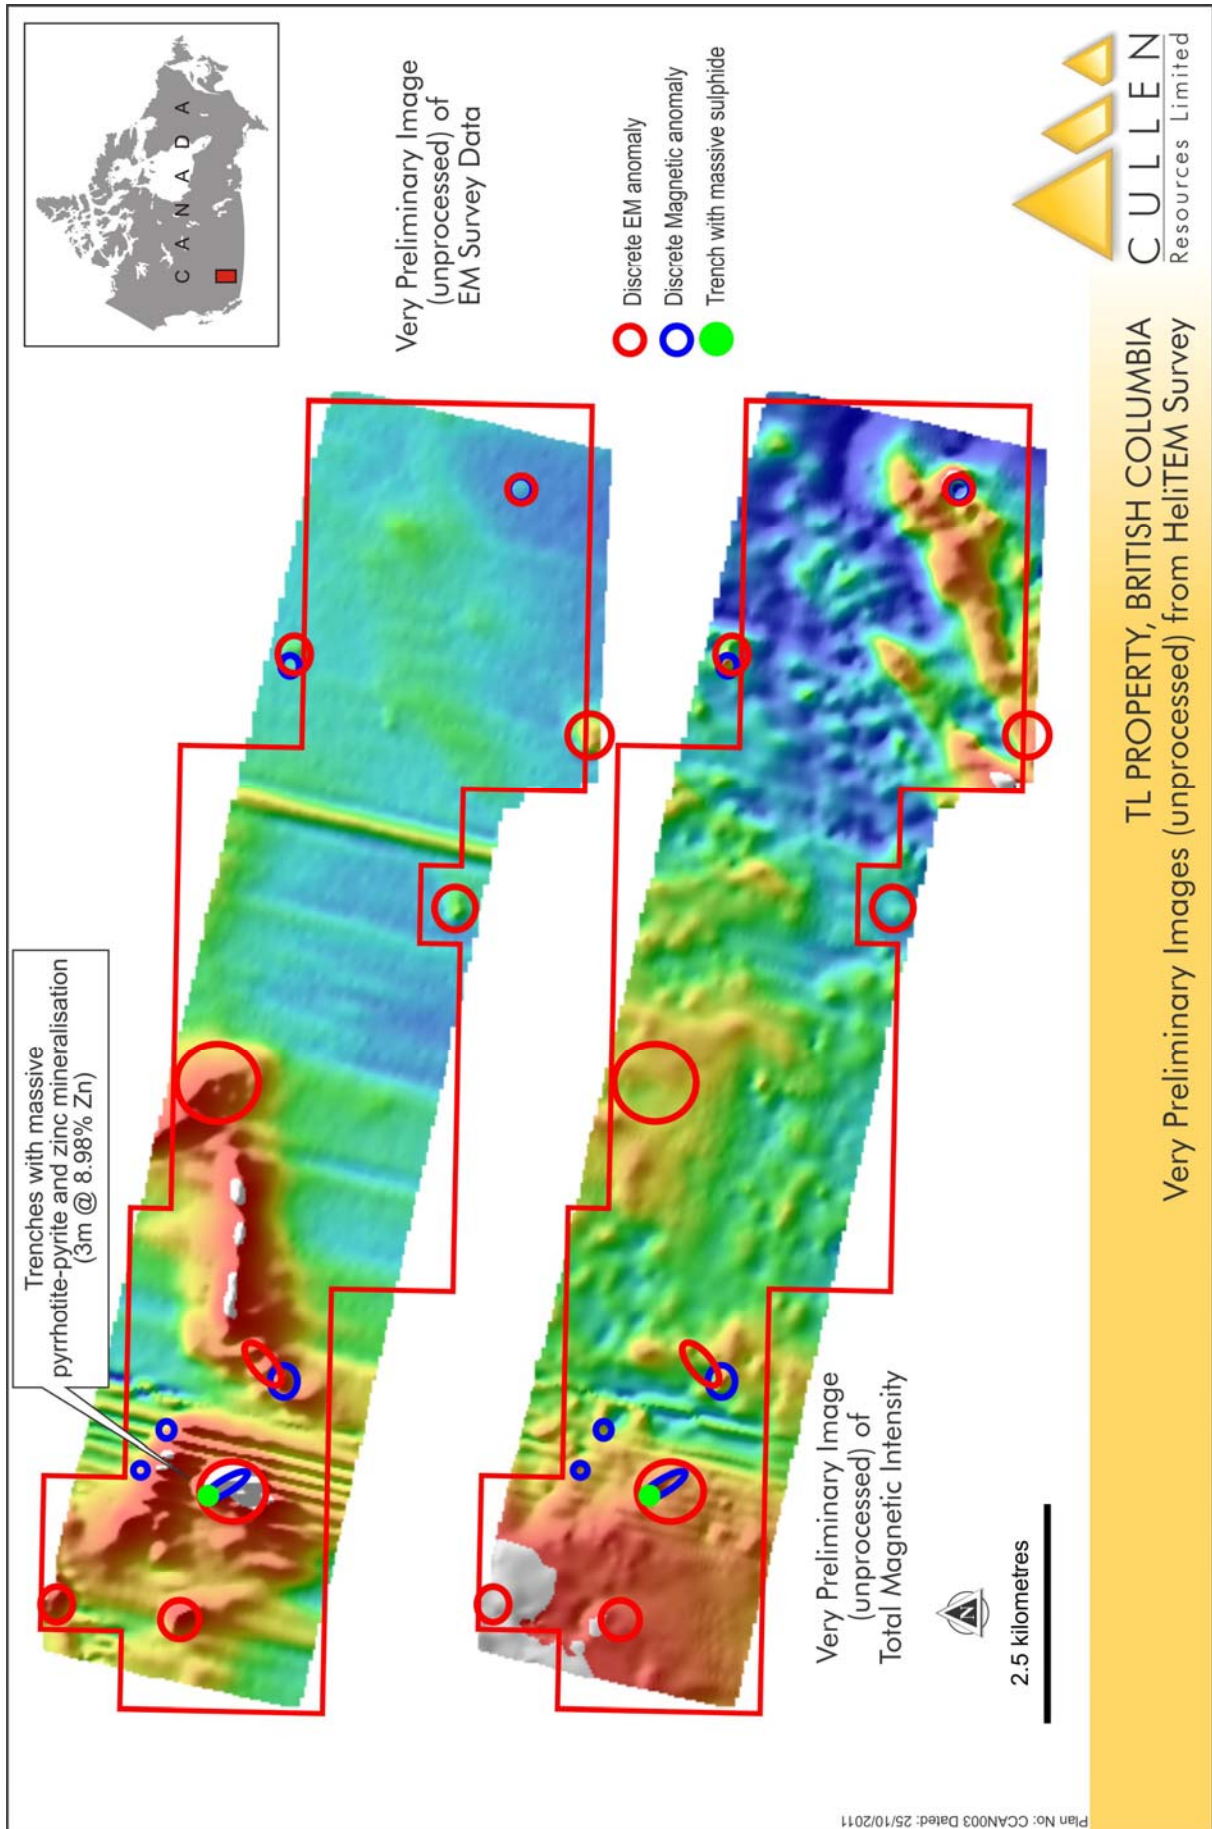 CANADA
Trenches with massive
pyrrhotite-pyrite and zinc mineralisation
(3m @ 8.98% Zn)
Very Preliminary Image
(unprocessed) of
EM Survey Data
Discrete EM anomaly
Discrete Magnetic anomaly
Trench with massive sulphide
Very Preliminary Image
(unprocessed) of
Total Magnetic Intensity
N
2.5 kilometres
TL PROPERTY, BRITISH COLUMBIA
Very Preliminary Images (unprocessed) from HeliTEM Survey
CULLEN
Resources Limited
Plan No: CCAN003 Dated: 25/10/2011